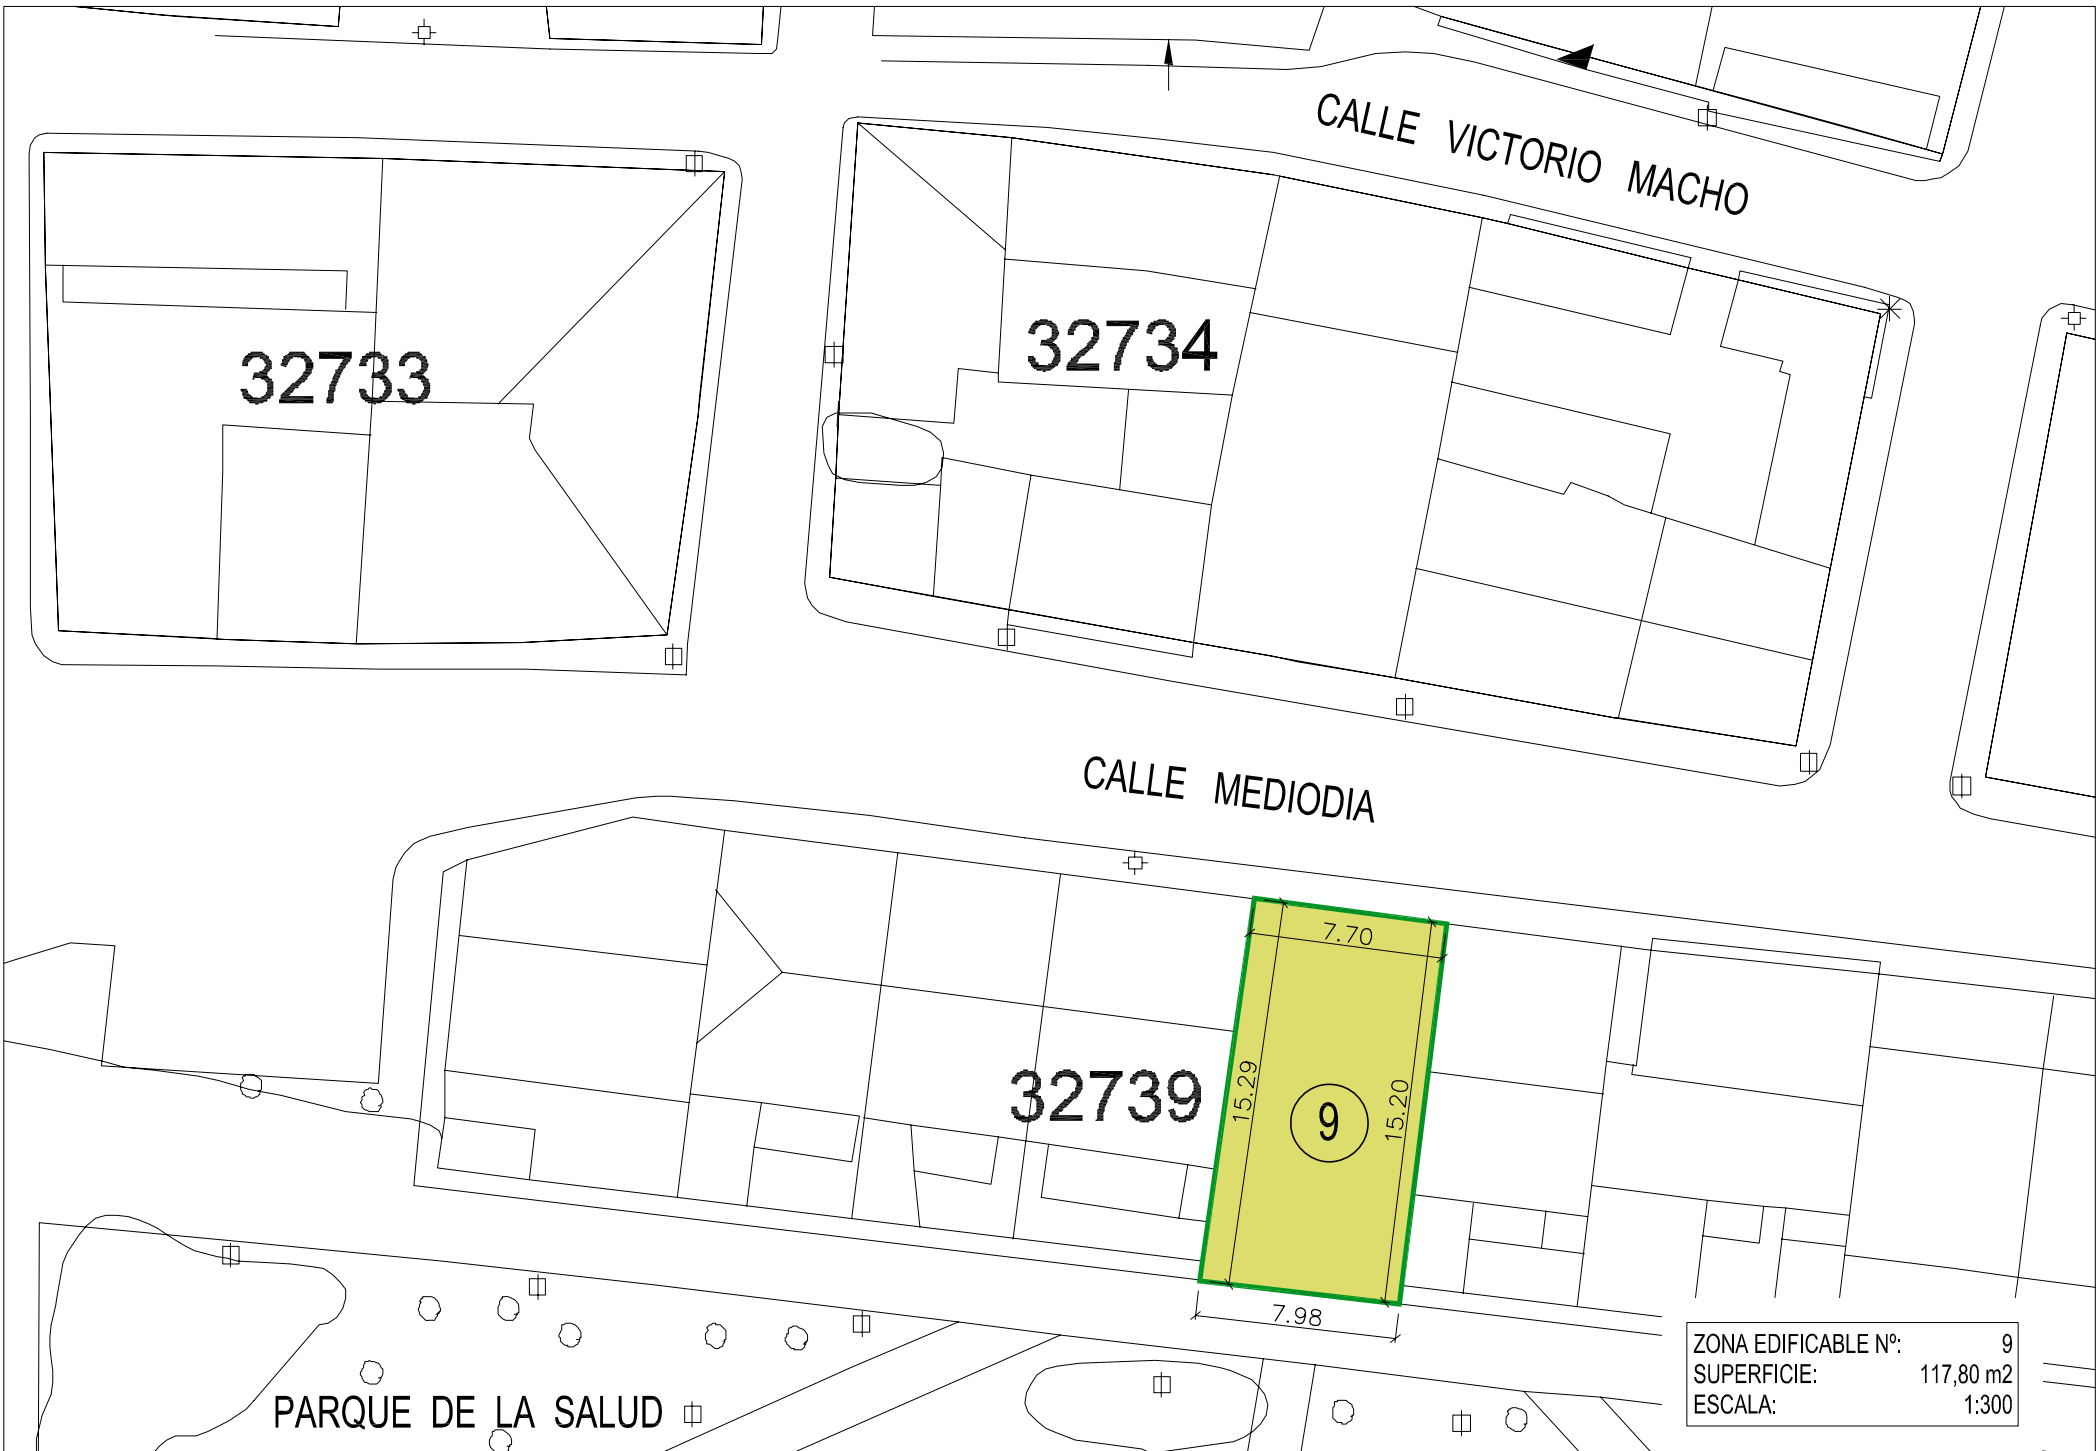 CALLE VICTORIO MACHO
32733
32734
CALLE MEDIODIA
7.70
32739
15.29
9
15.20
7.98
PARQUE DE LA SALUD
ZONA EDIFICABLE Nº: 9
SUPERFICIE: 117,80 m2
ESCALA: 1:300